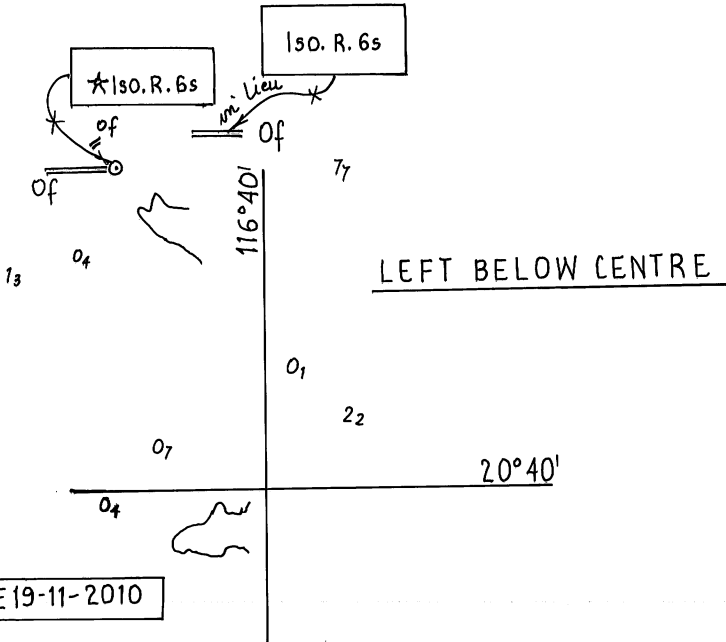 Iso. R. 6s
☆ Iso. R. 6s
in lieu
Of
of
Of
7₇
116°40'
0₄
1₃
LEFT BELOW CENTRE
0₁
2₂
0₇
20°40'
0₄
E 19-11-2010